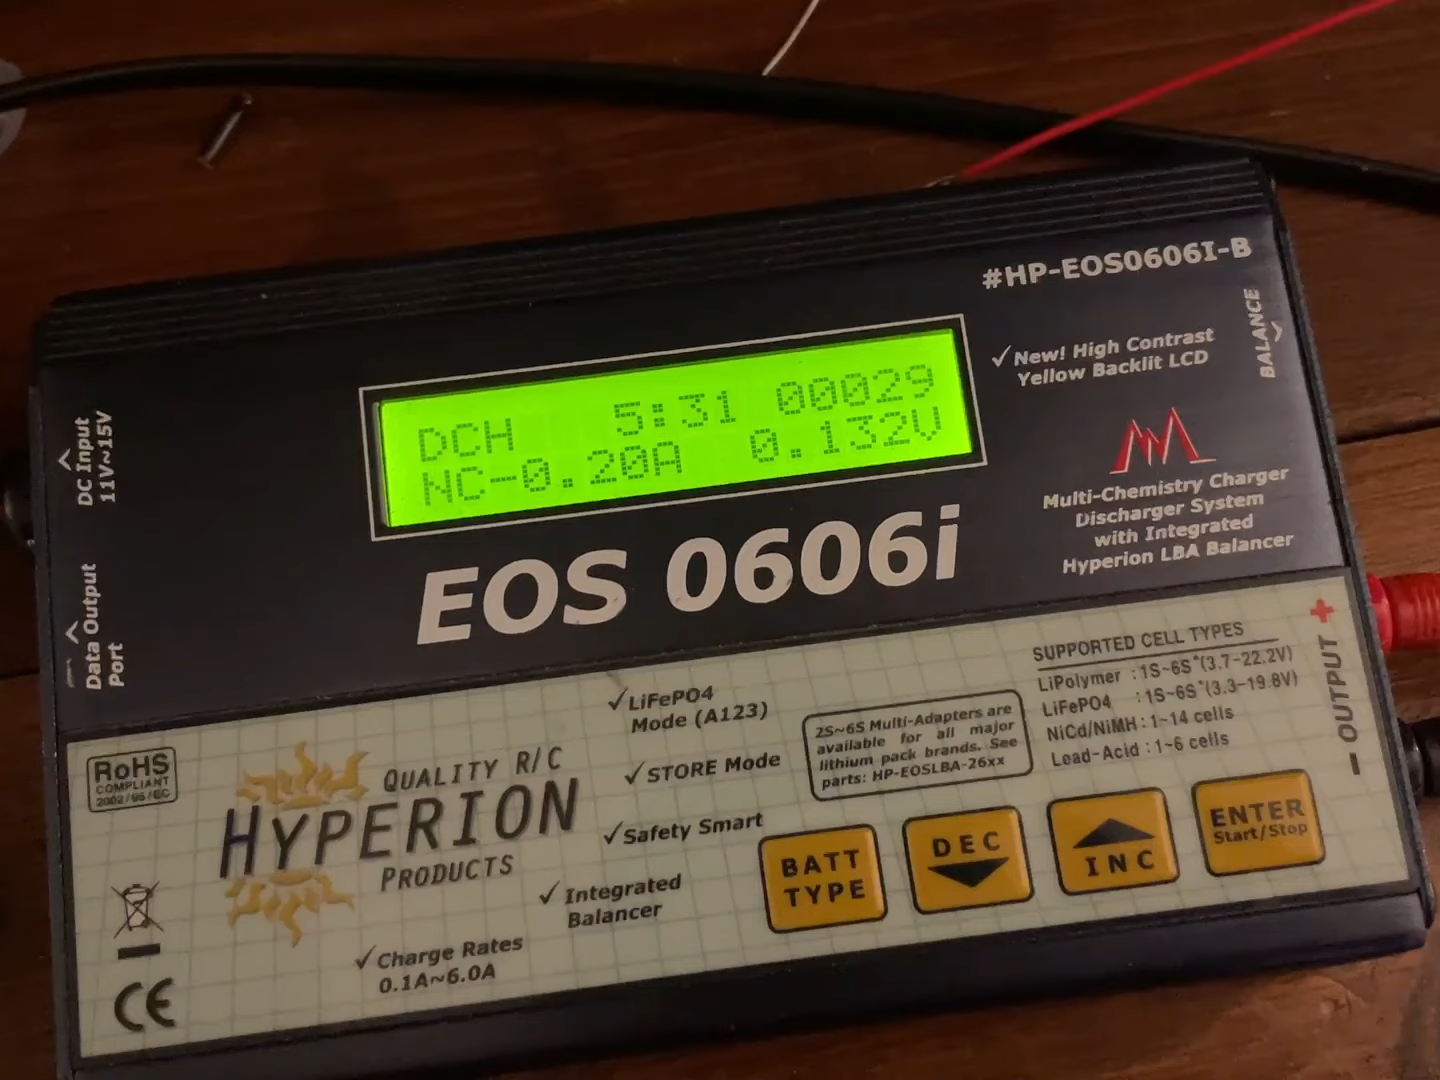 #HP-EOS0606I-B
✓New! High Contrast
Yellow Backlit LCD
BALANCE
DC Input
11V~15V
Data Output
Port
DCH 5:31 00029
NC-0.20A 0.132V
EOS 0606i
Multi-Chemistry Charger
Discharger System
with Integrated
Hyperion LBA Balancer
RoHS
COMPLIANT
2002/95/EC
CE
QUALITY R/C
HYPERION
PRODUCTS
✓LiFePO4
Mode (A123)
✓STORE Mode
✓Safety Smart
✓Integrated
Balancer
✓Charge Rates
0.1A~6.0A
2S~6S Multi-Adapters are
available for all major
lithium pack brands. See
parts: HP-EOSLBA-26xx
SUPPORTED CELL TYPES
LiPolymer : 1S~6S*(3.7-22.2V)
LiFePO4 : 1S~6S*(3.3-19.8V)
NiCd/NiMH : 1~14 cells
Lead-Acid : 1~6 cells
- OUTPUT +
BATT
TYPE
DEC
INC
ENTER
Start/Stop